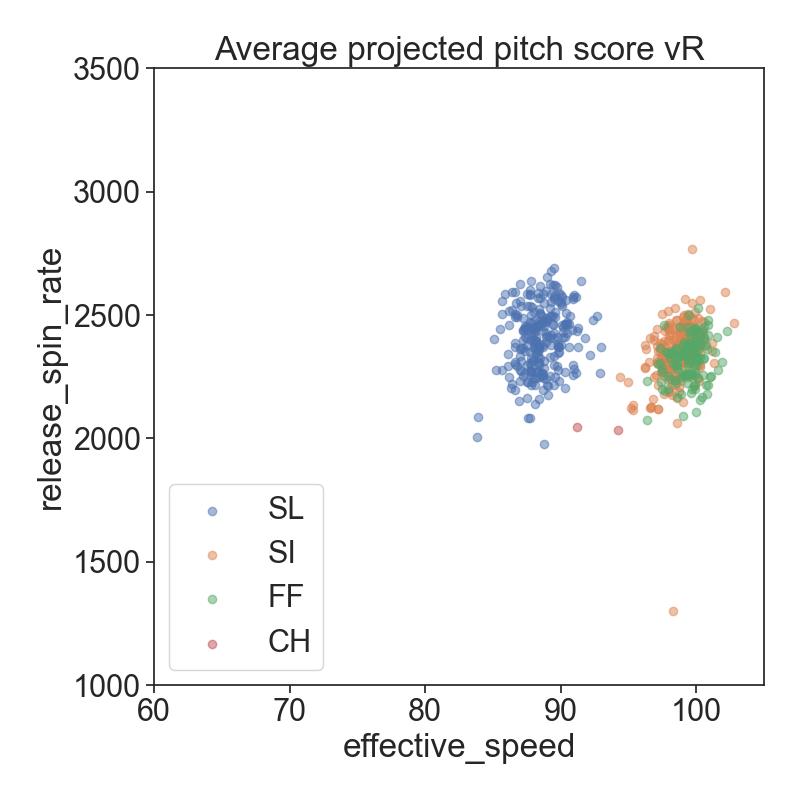 Average projected pitch score vR
release_spin_rate
3500
3000
2500
2000
1500
1000
SL
SI
FF
CH
60
70
80
90
100
effective_speed